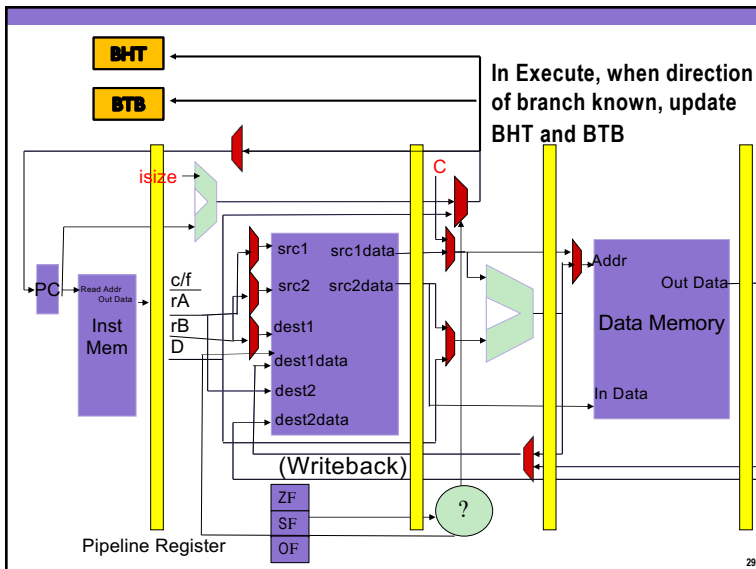 BHT
BTB
In Execute, when direction
of branch known, update
BHT and BTB
isize
C
src1
src1data
src2
src2data
dest1
dest1data
dest2
dest2data
Addr
Out Data
Data Memory
In Data
PC
Read Addr
Out Data
Inst
Mem
c/f
rA
rB
D
(Writeback)
ZF
SF
OF
?
Pipeline Register
29